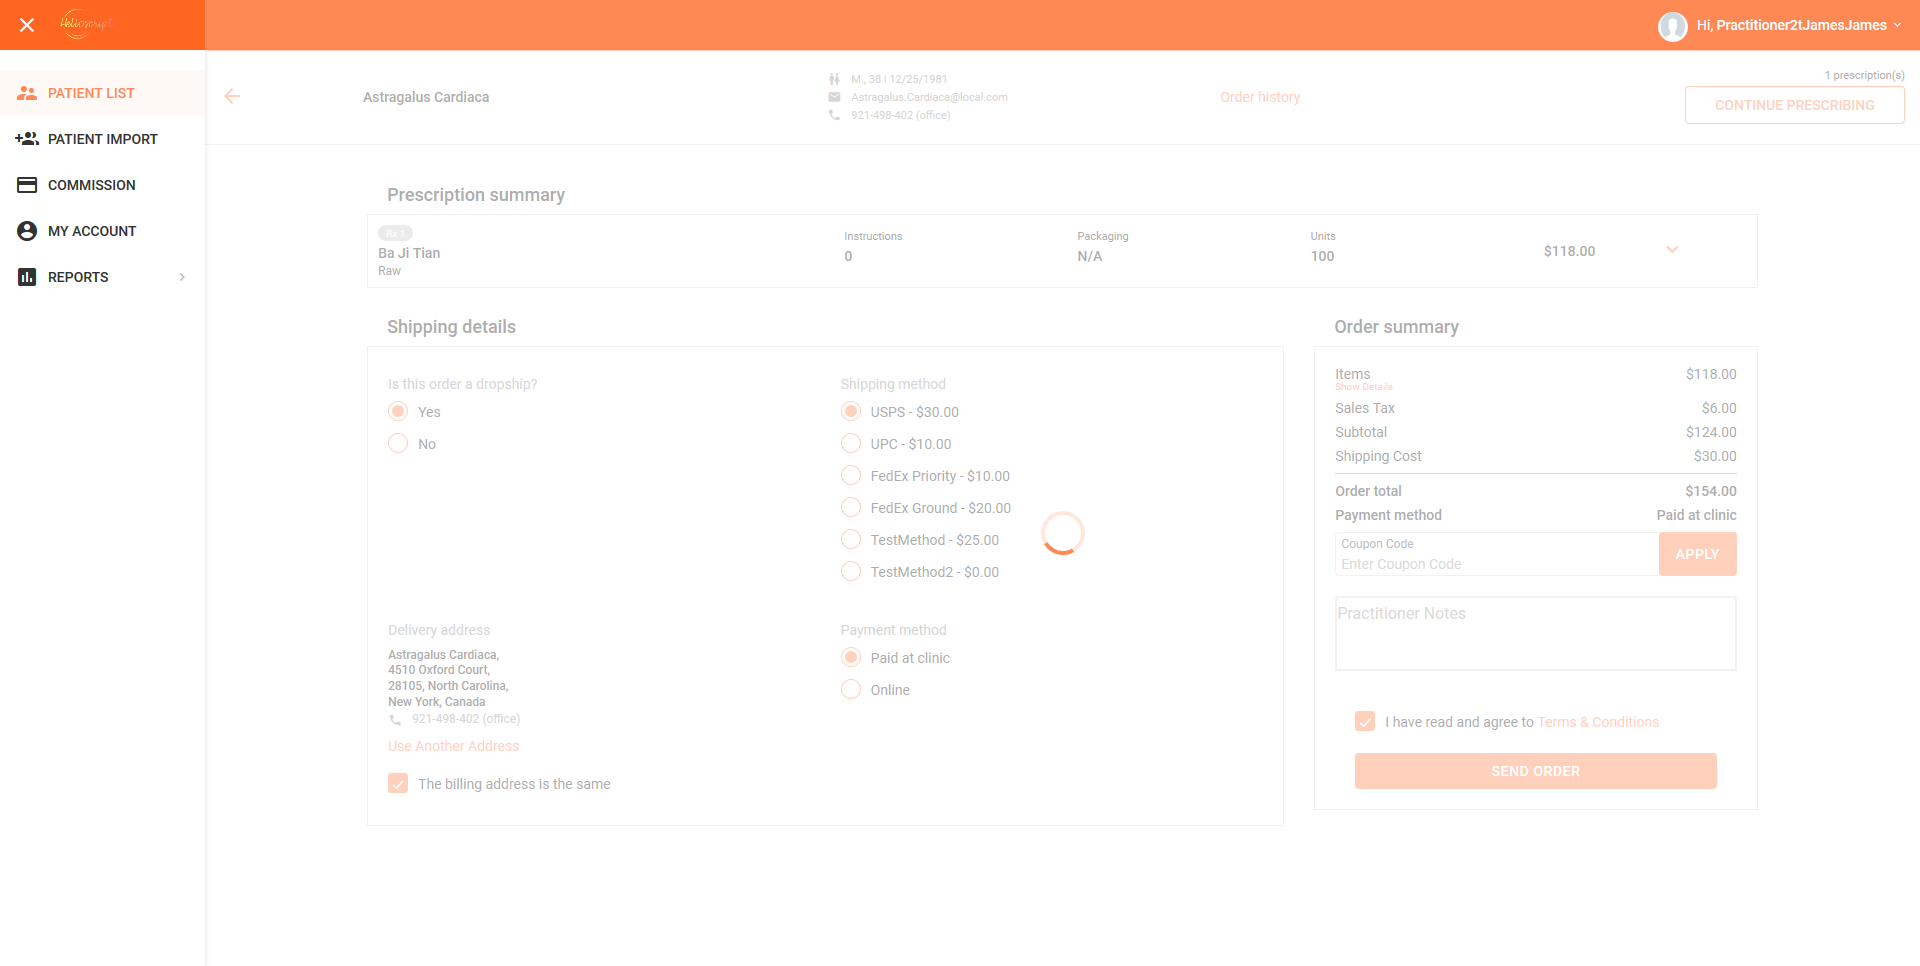 Helioscript
Hi, Practitioner2tJamesJames
PATIENT LIST
PATIENT IMPORT
COMMISSION
MY ACCOUNT
REPORTS
Astragalus Cardiaca
M., 38 | 12/25/1981
Astragalus.Cardiaca@local.com
921-498-402 (office)
Order history
1 prescription(s)
CONTINUE PRESCRIBING
Prescription summary
Rx 1
Ba Ji Tian
Raw
Instructions
0
Packaging
N/A
Units
100
$118.00
Shipping details
Is this order a dropship?
Yes
No
Shipping method
USPS - $30.00
UPC - $10.00
FedEx Priority - $10.00
FedEx Ground - $20.00
TestMethod - $25.00
TestMethod2 - $0.00
Delivery address
Astragalus Cardiaca,
4510 Oxford Court,
28105, North Carolina,
New York, Canada
921-498-402 (office)
Use Another Address
The billing address is the same
Payment method
Paid at clinic
Online
Order summary
Items $118.00
Show Details
Sales Tax $6.00
Subtotal $124.00
Shipping Cost $30.00
Order total $154.00
Payment method Paid at clinic
Coupon Code
Enter Coupon Code
APPLY
Practitioner Notes
I have read and agree to Terms & Conditions
SEND ORDER